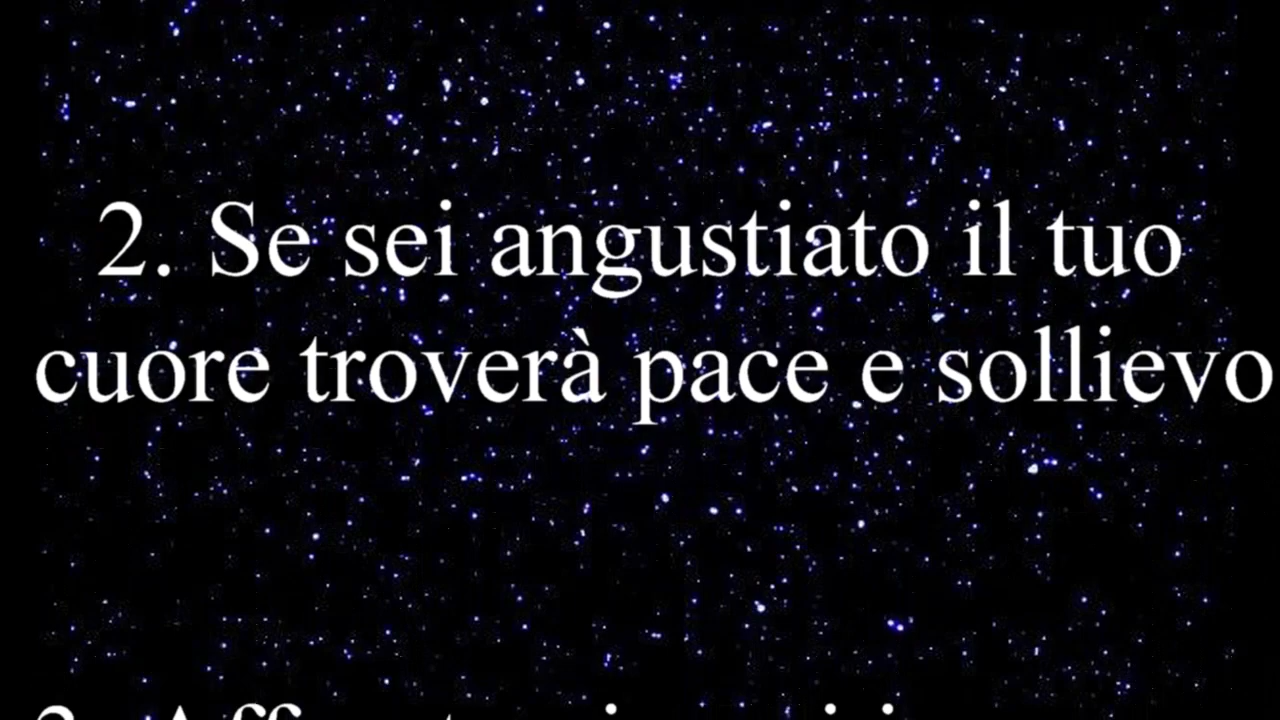 2. Se sei angustiato il tuo
cuore troverà pace e sollievo